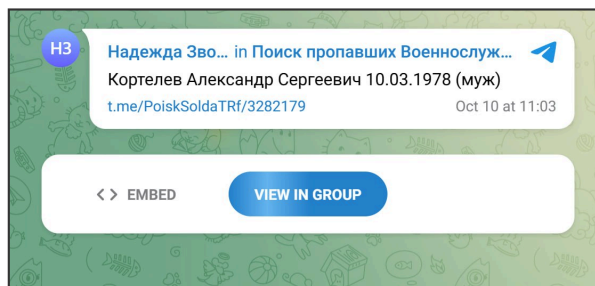 НЗ
Надежда Зво... in Поиск пропавших Военнослуж...
Кортелев Александр Сергеевич 10.03.1978 (муж)
t.me/PoiskSoldaTRf/3282179 Oct 10 at 11:03
<> EMBED VIEW IN GROUP